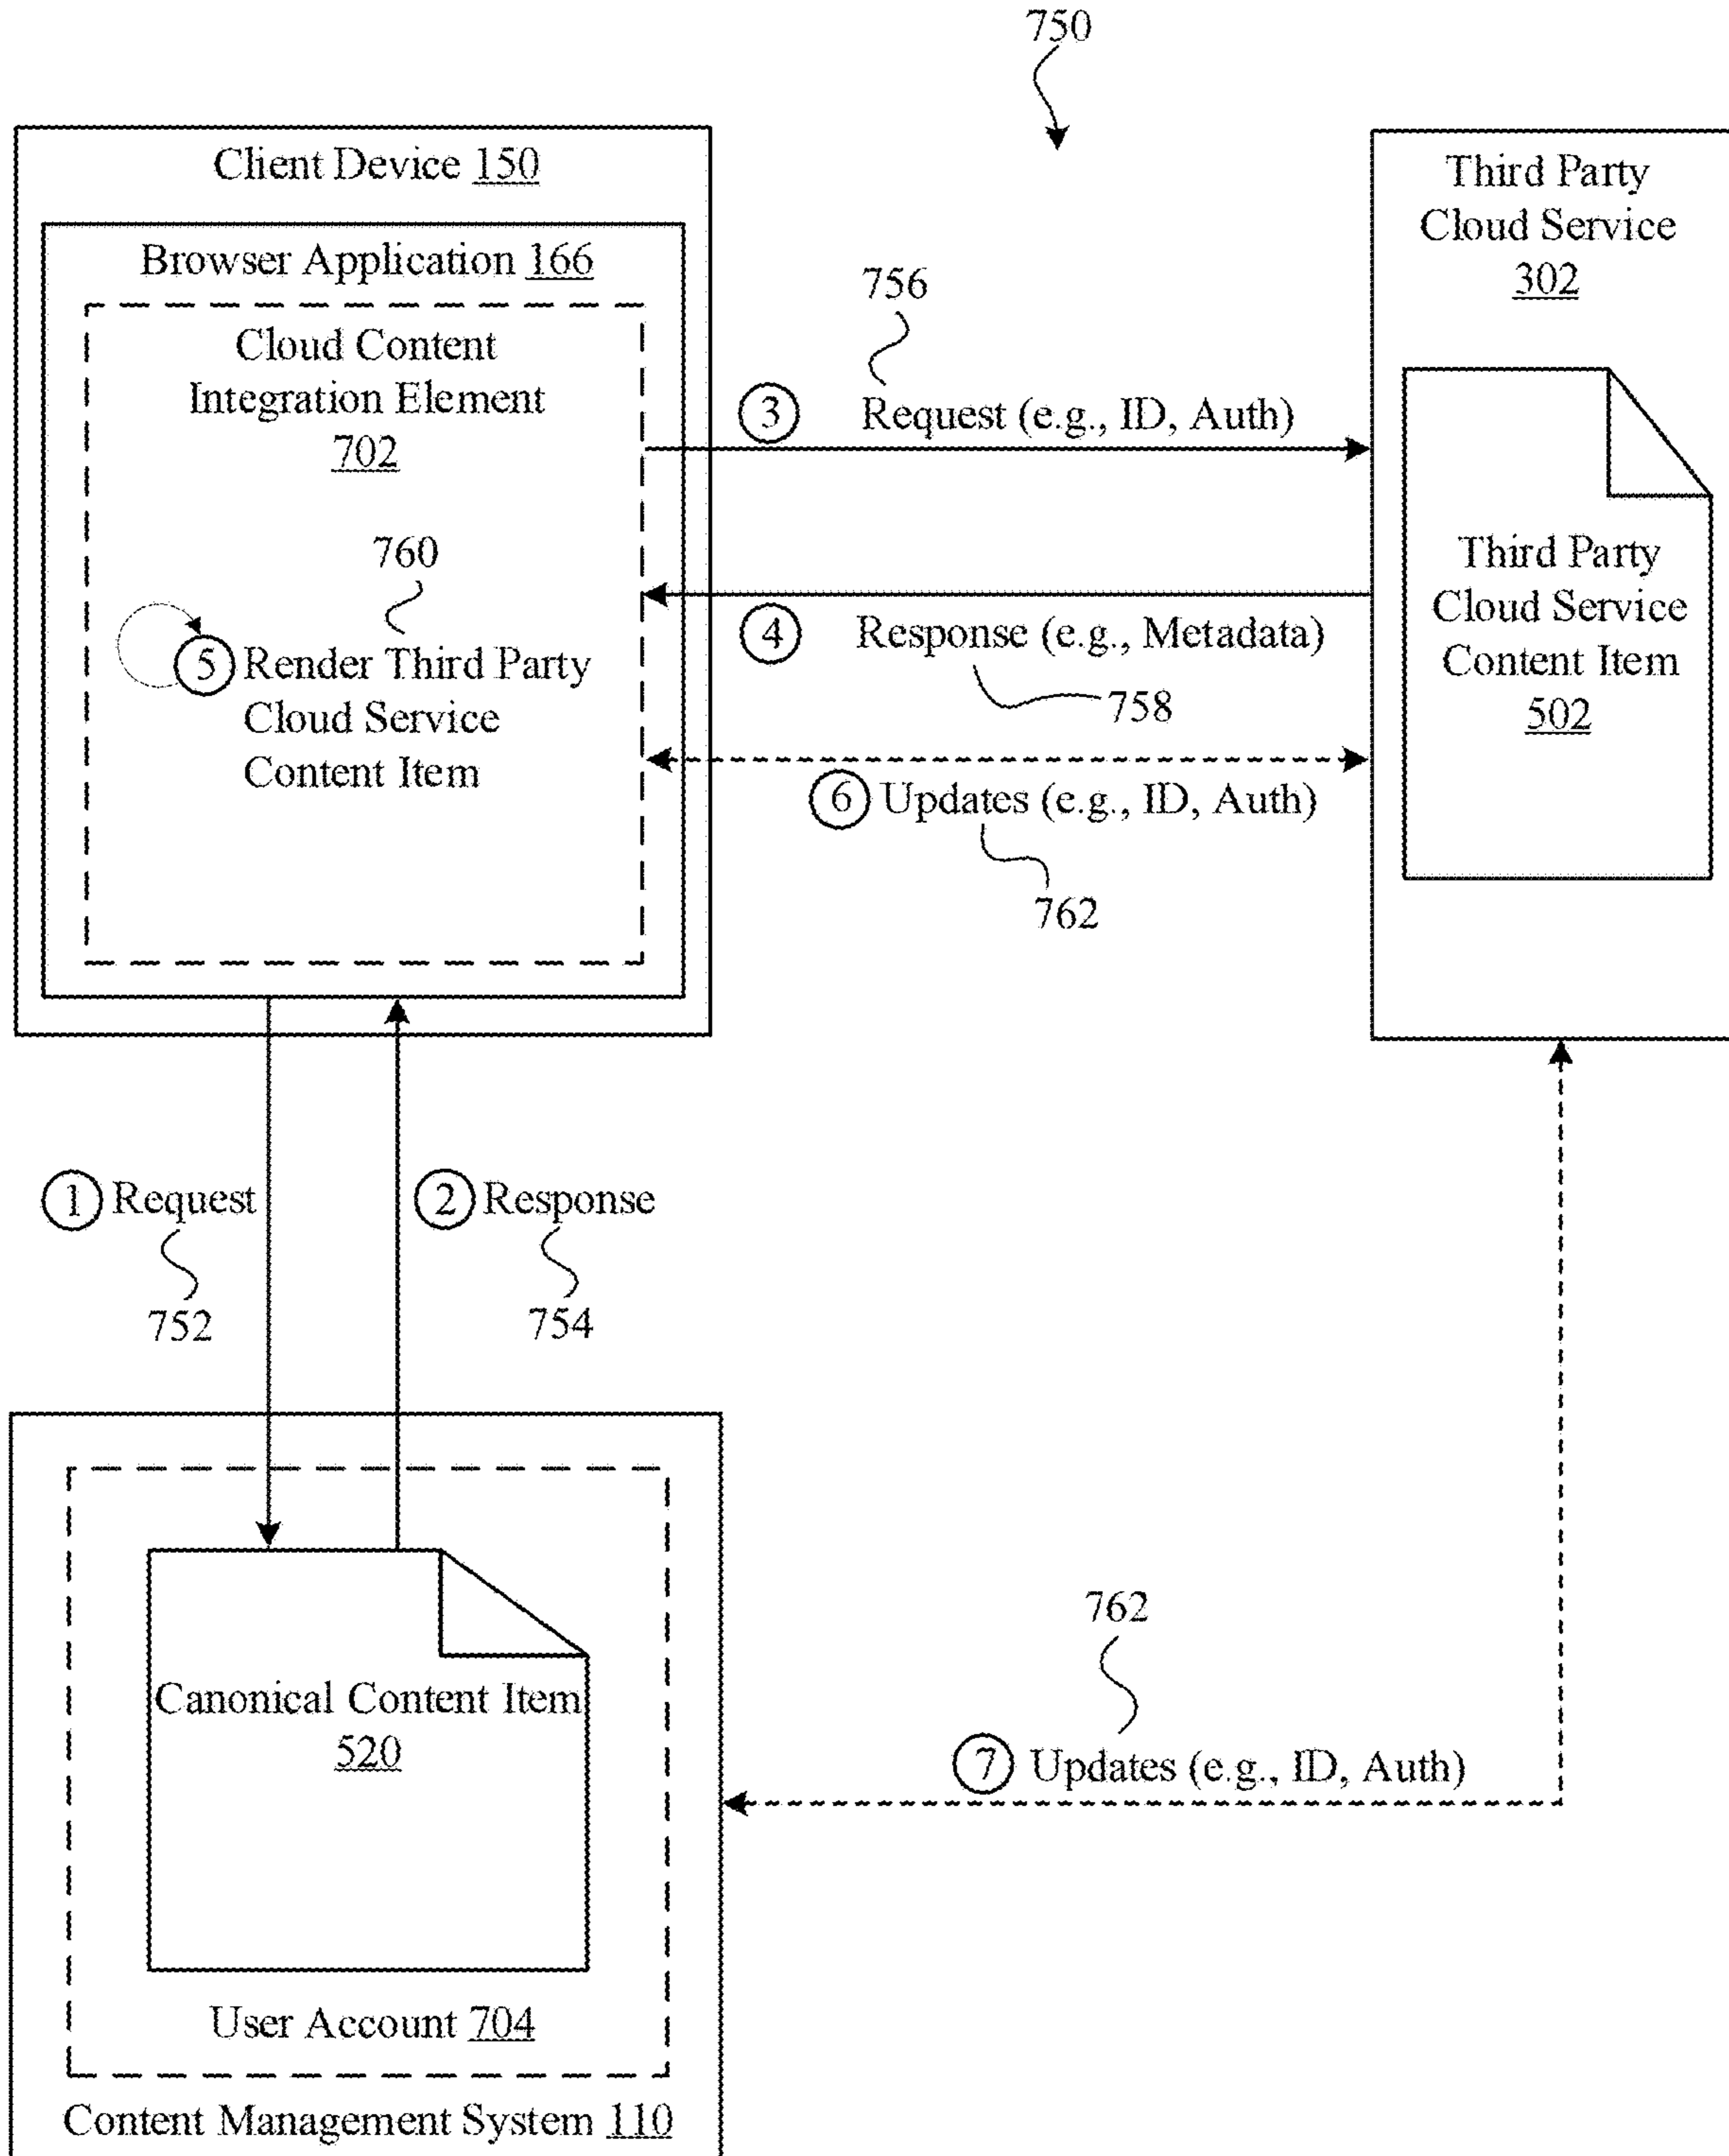 750
Client Device 150
Browser Application 166
Cloud Content
Integration Element
702
760
5 Render Third Party
Cloud Service
Content Item
756
3 Request (e.g., ID, Auth)
4 Response (e.g., Metadata)
758
6 Updates (e.g., ID, Auth)
762
Third Party
Cloud Service
302
Third Party
Cloud Service
Content Item
502
1 Request
752
2 Response
754
Canonical Content Item
520
User Account 704
Content Management System 110
762
7 Updates (e.g., ID, Auth)